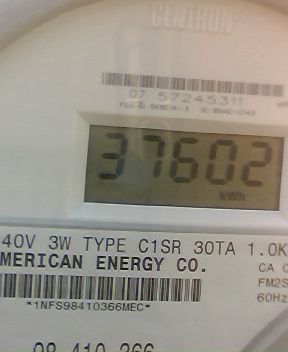 CENTRON
07 57245311
37602
kWh
40V 3W TYPE C1SR 30TA 1.0K
MERICAN ENERGY CO.
CA
FM2S
60Hz
*1NFS98410366MEC*
98 410 366